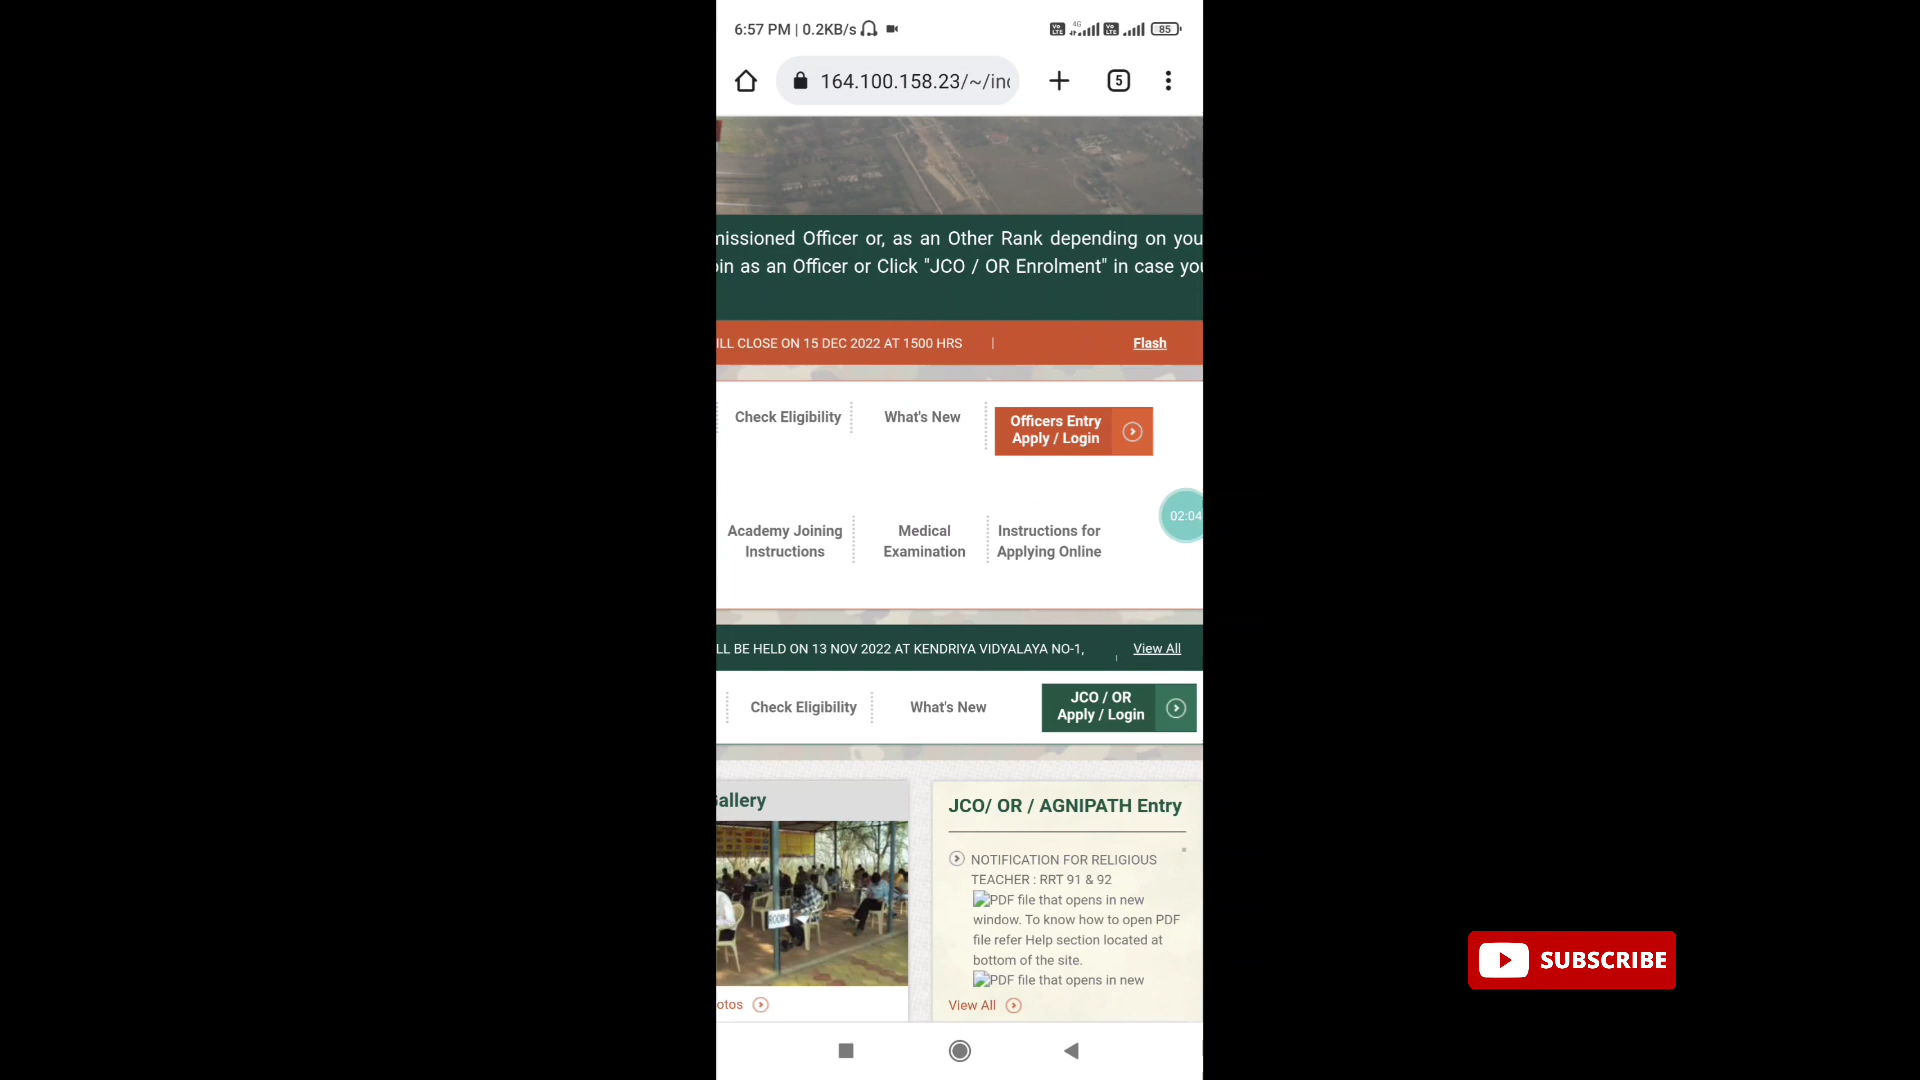 6:57 PM | 0.2KB/s
4G
85
164.100.158.23/~/in
5
missioned Officer or, as an Other Rank depending on you
in as an Officer or Click "JCO / OR Enrolment" in case you
ILL CLOSE ON 15 DEC 2022 AT 1500 HRS | Flash
Check Eligibility
What's New
Officers Entry
Apply / Login
02:04
Academy Joining
Instructions
Medical
Examination
Instructions for
Applying Online
LL BE HELD ON 13 NOV 2022 AT KENDRIYA VIDYALAYA NO-1,
View All
Check Eligibility
What's New
JCO / OR
Apply / Login
Gallery
otos
JCO/ OR / AGNIPATH Entry
NOTIFICATION FOR RELIGIOUS
TEACHER : RRT 91 & 92
PDF file that opens in new
window. To know how to open PDF
file refer Help section located at
bottom of the site.
PDF file that opens in new
View All
SUBSCRIBE